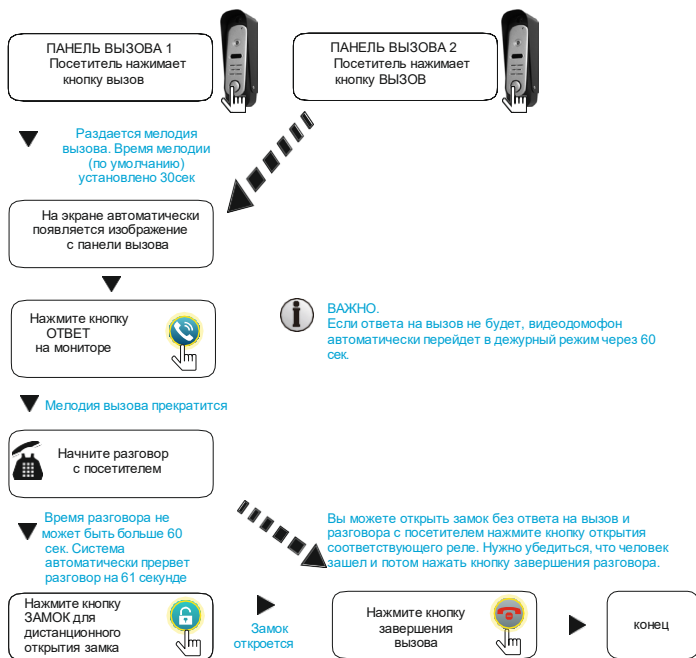 ПАНЕЛЬ ВЫЗОВА 1
Посетитель нажимает
кнопку вызов
ПАНЕЛЬ ВЫЗОВА 2
Посетитель нажимает
кнопку ВЫЗОВ
Раздается мелодия
вызова. Время мелодии
(по умолчанию)
установлено 30сек
На экране автоматически
появляется изображение
с панели вызова
Нажмите кнопку
ОТВЕТ
на мониторе
ВАЖНО.
Если ответа на вызов не будет, видеодомофон
автоматически перейдет в дежурный режим через 60
сек.
Мелодия вызова прекратится
Начните разговор
с посетителем
Время разговора не
может быть больше 60
сек. Система
автоматически прервет
разговор на 61 секунде
Вы можете открыть замок без ответа на вызов и
разговора с посетителем нажмите кнопку открытия
соответствующего реле. Нужно убедиться, что человек
зашел и потом нажать кнопку завершения разговора.
Нажмите кнопку
ЗАМОК для
дистанционного
открытия замка
Замок
откроется
Нажмите кнопку
завершения
вызова
конец